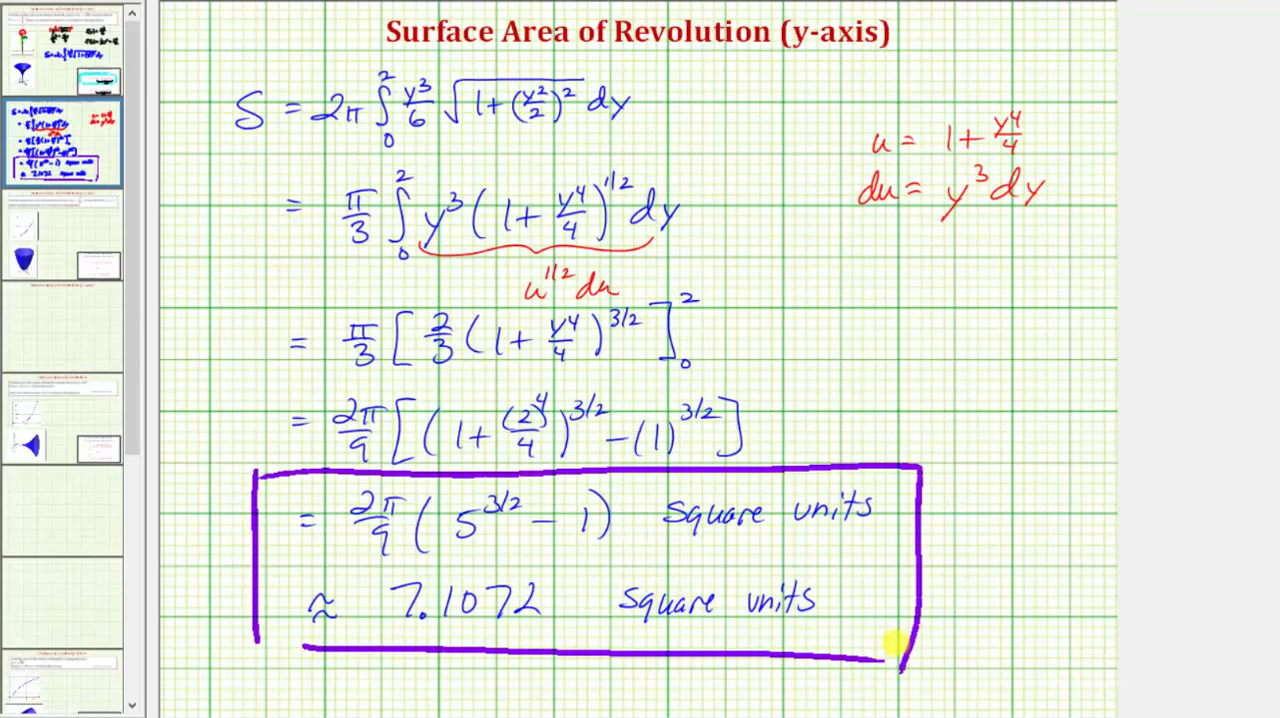 Surface Area of Revolution (y-axis)
S = 2π ∫₀² y³/6 √(1 + (y²/2)²) dy
u = 1 + y⁴/4
du = y³ dy
= π/3 ∫₀² y³ (1 + y⁴/4)^1/2 dy
u^1/2 du
= π/3 [ 2/3 (1 + y⁴/4)^3/2 ]₀²
= 2π/9 [ (1 + (2)⁴/4)^3/2 − (1)^3/2 ]
= 2π/9 ( 5^3/2 − 1 ) square units
≈ 7.1072 square units